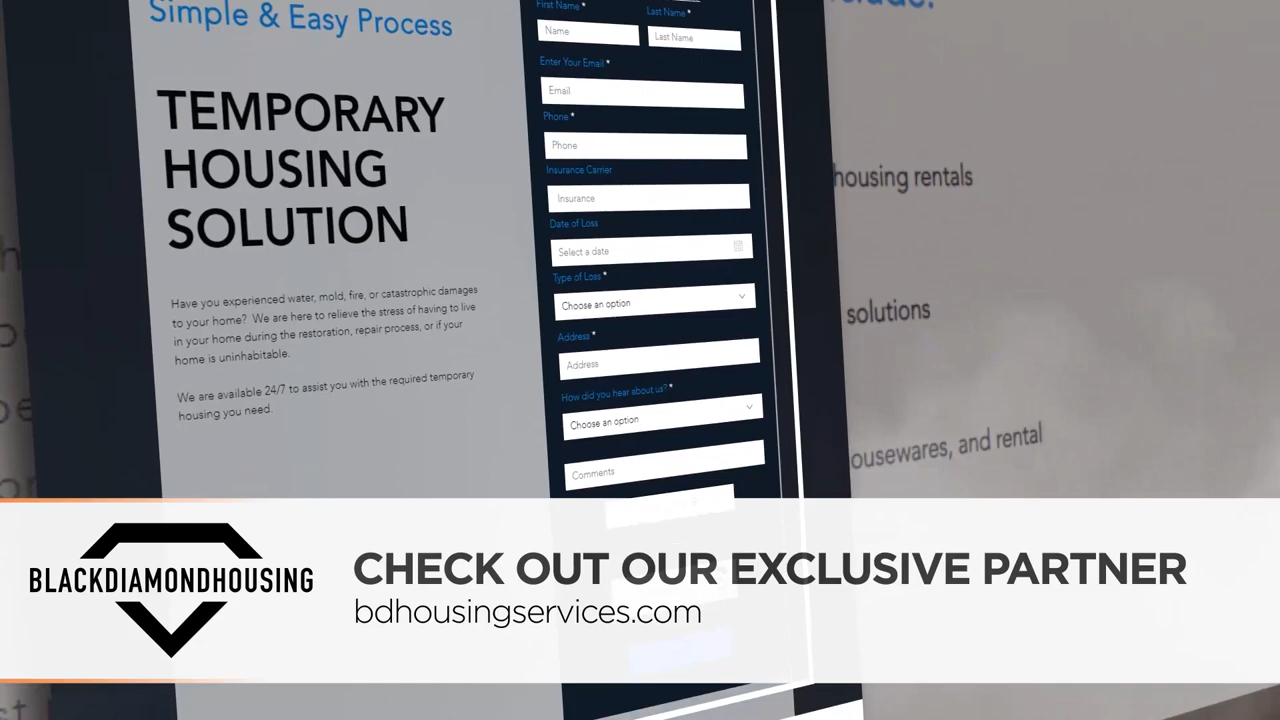 Simple & Easy Process
TEMPORARY
HOUSING
SOLUTION
Have you experienced water, mold, fire, or catastrophic damages
to your home? We are here to relieve the stress of having to live
in your home during the restoration, repair process, or if your
home is uninhabitable.
We are available 24/7 to assist you with the required temporary
housing you need.
First Name *
Last Name *
Name
Last Name
Enter Your Email *
Email
Phone *
Phone
Insurance Carrier
Insurance
Date of Loss
Select a date
Type of Loss *
Choose an option
Address *
Address
How did you hear about us? *
Choose an option
Comments
housing rentals
solutions
ousewares, and rental
BLACKDIAMONDHOUSING
CHECK OUT OUR EXCLUSIVE PARTNER
bdhousingservices.com